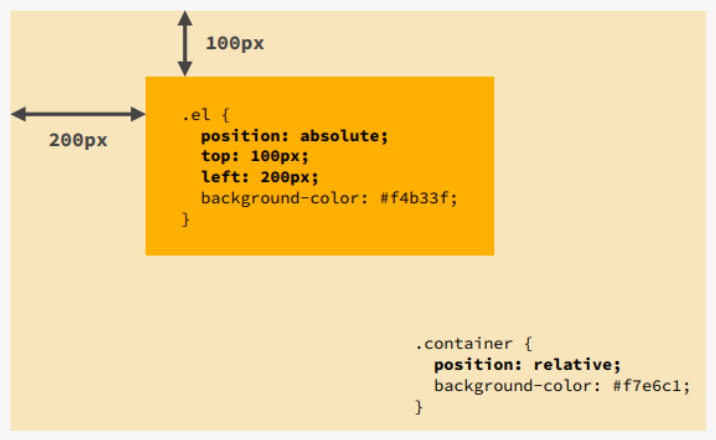 100px
200px
.el {
position: absolute;
top: 100px;
left: 200px;
background-color: #f4b33f;
}
.container {
position: relative;
background-color: #f7e6c1;
}